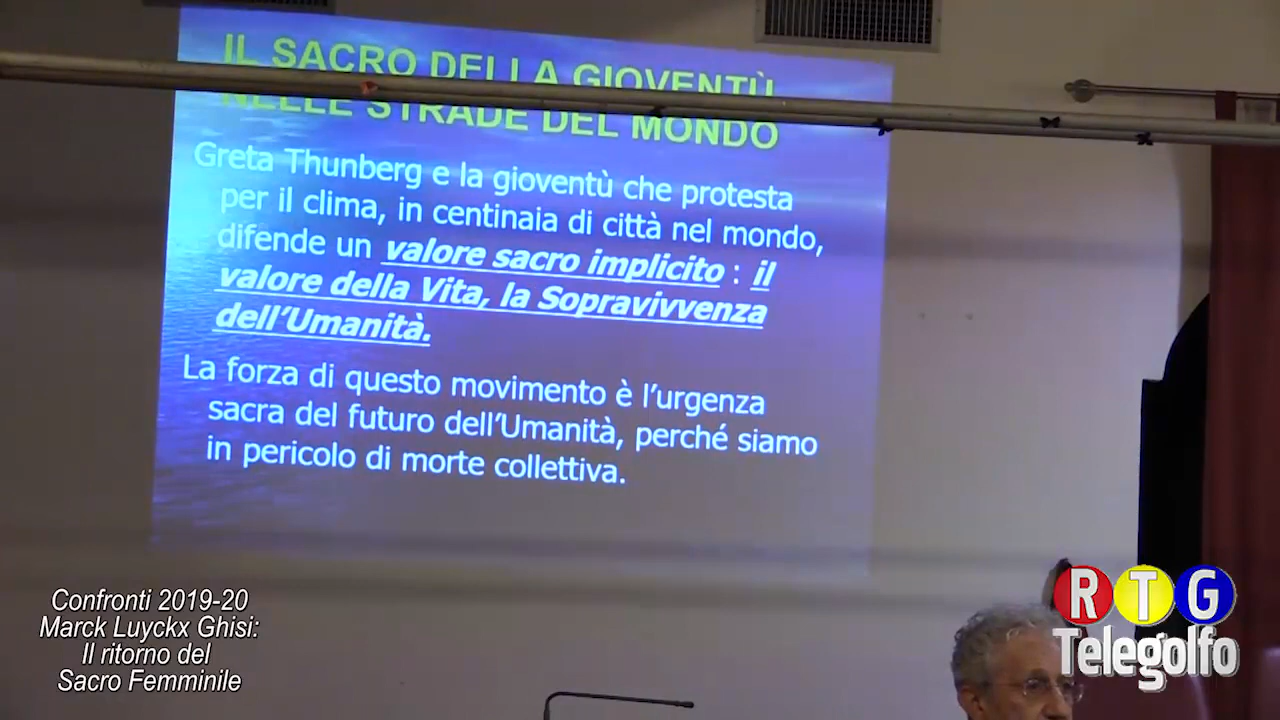 IL SACRO DELLA GIOVENTÙ
NELLE STRADE DEL MONDO
Greta Thunberg e la gioventù che protesta
per il clima, in centinaia di città nel mondo,
difende un valore sacro implicito : il
valore della Vita, la Sopravivvenza
dell'Umanità.
La forza di questo movimento è l'urgenza
sacra del futuro dell'Umanità, perché siamo
in pericolo di morte collettiva.
Confronti 2019-20
Marck Luyckx Ghisi:
Il ritorno del
Sacro Femminile
RTG
Telegolfo